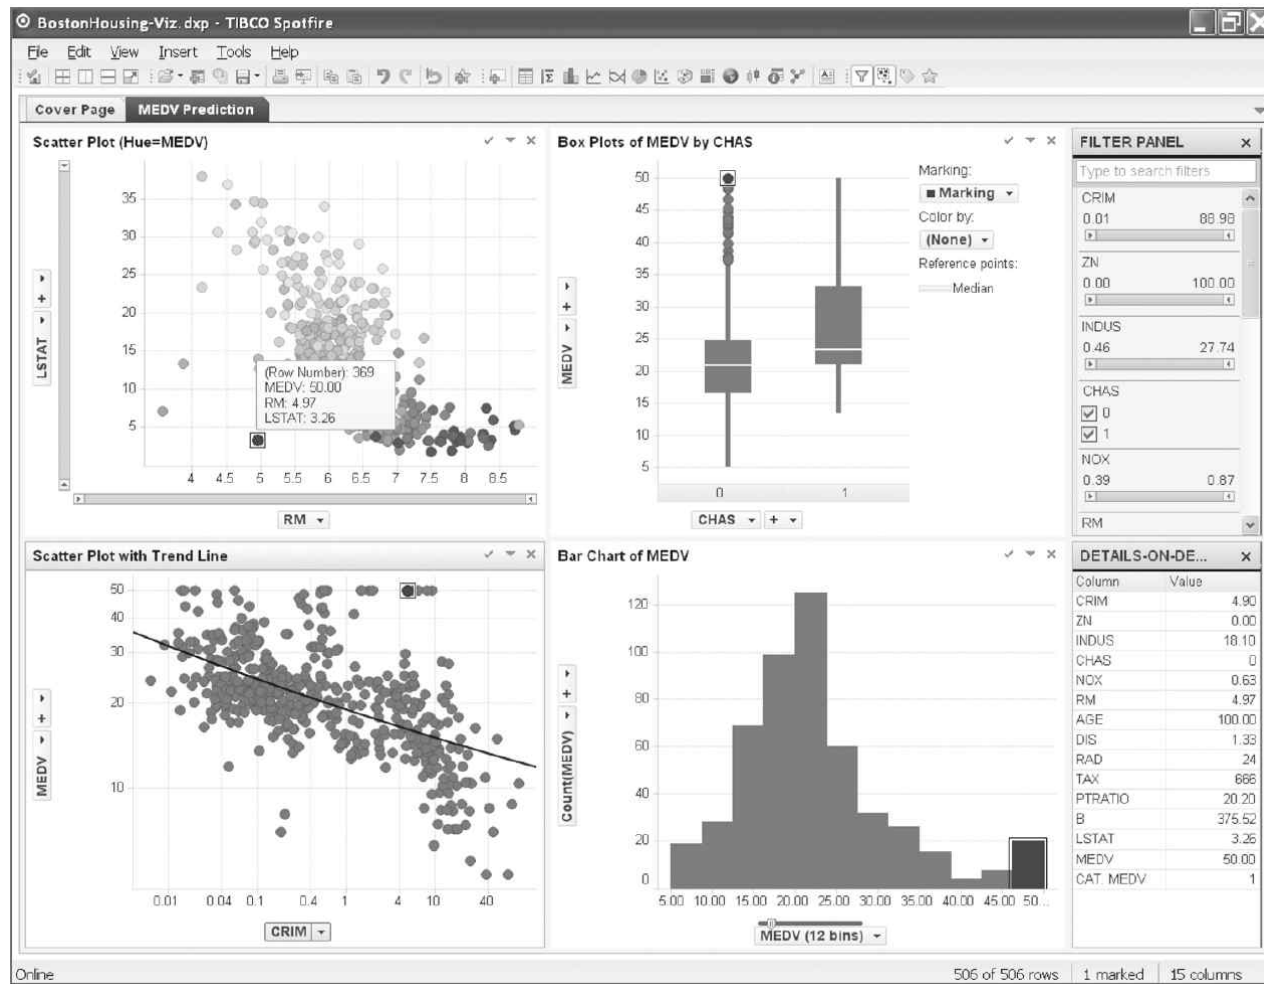 BostonHousing-Viz.dxp - TIBCO Spotfire
File Edit View Insert Tools Help
Cover Page MEDV Prediction
Scatter Plot (Hue=MEDV)
35
30
25
20
15
10
5
LSTAT
(Row Number): 369
MEDV: 50.00
RM: 4.97
LSTAT: 3.26
4 4.5 5 5.5 6 6.5 7 7.5 8 8.5
RM
Box Plots of MEDV by CHAS
50
45
40
35
30
25
20
15
10
5
MEDV
0 1
CHAS +
Marking:
Marking
Color by:
(None)
Reference points:
Median
FILTER PANEL
Type to search filters
CRIM
0.01 88.98
ZN
0.00 100.00
INDUS
0.46 27.74
CHAS
0
1
NOX
0.39 0.87
RM
Scatter Plot with Trend Line
50
40
30
20
10
MEDV
0.01 0.04 0.1 0.4 1 4 10 40
CRIM
Bar Chart of MEDV
120
100
80
60
40
20
0
Count(MEDV)
5.00 10.00 15.00 20.00 25.00 30.00 35.00 40.00 45.00 50...
MEDV (12 bins)
DETAILS-ON-DE...
Column Value
CRIM 4.90
ZN 0.00
INDUS 18.10
CHAS 0
NOX 0.63
RM 4.97
AGE 100.00
DIS 1.33
RAD 24
TAX 666
PTRATIO 20.20
B 375.52
LSTAT 3.26
MEDV 50.00
CAT. MEDV 1
Online
506 of 506 rows 1 marked 15 columns